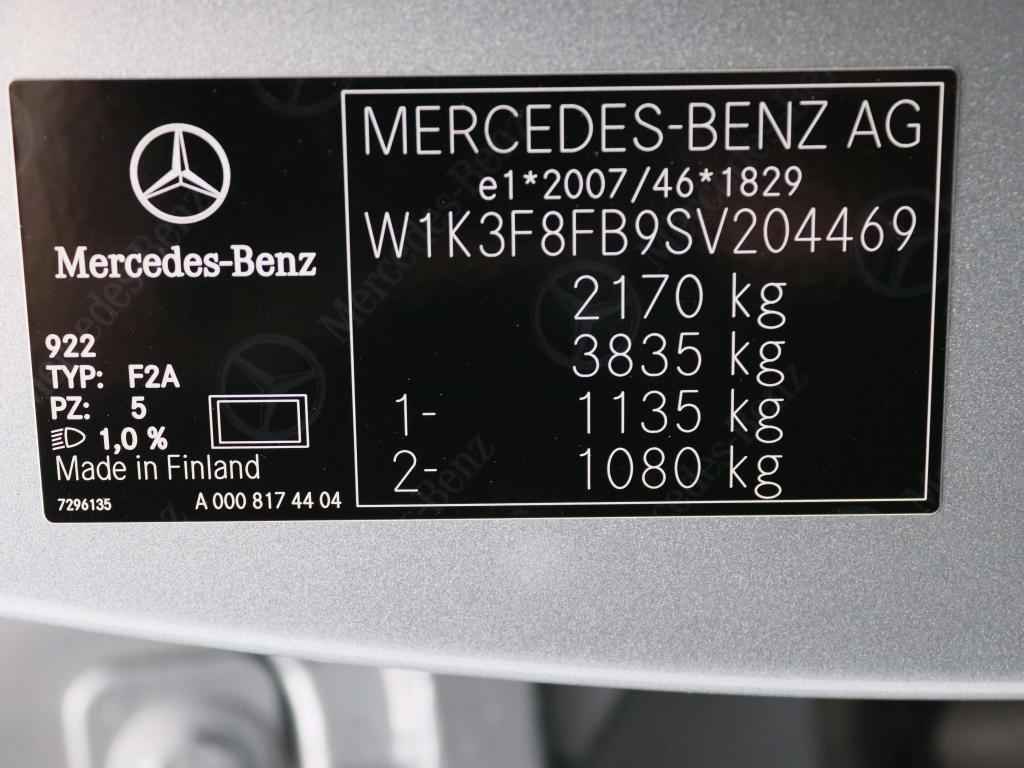 Mercedes-Benz
922
TYP: F2A
PZ: 5
1,0 %
Made in Finland
7296135 A 000 817 44 04
MERCEDES-BENZ AG
e1*2007/46*1829
W1K3F8FB9SV204469
2170 kg
3835 kg
1- 1135 kg
2- 1080 kg